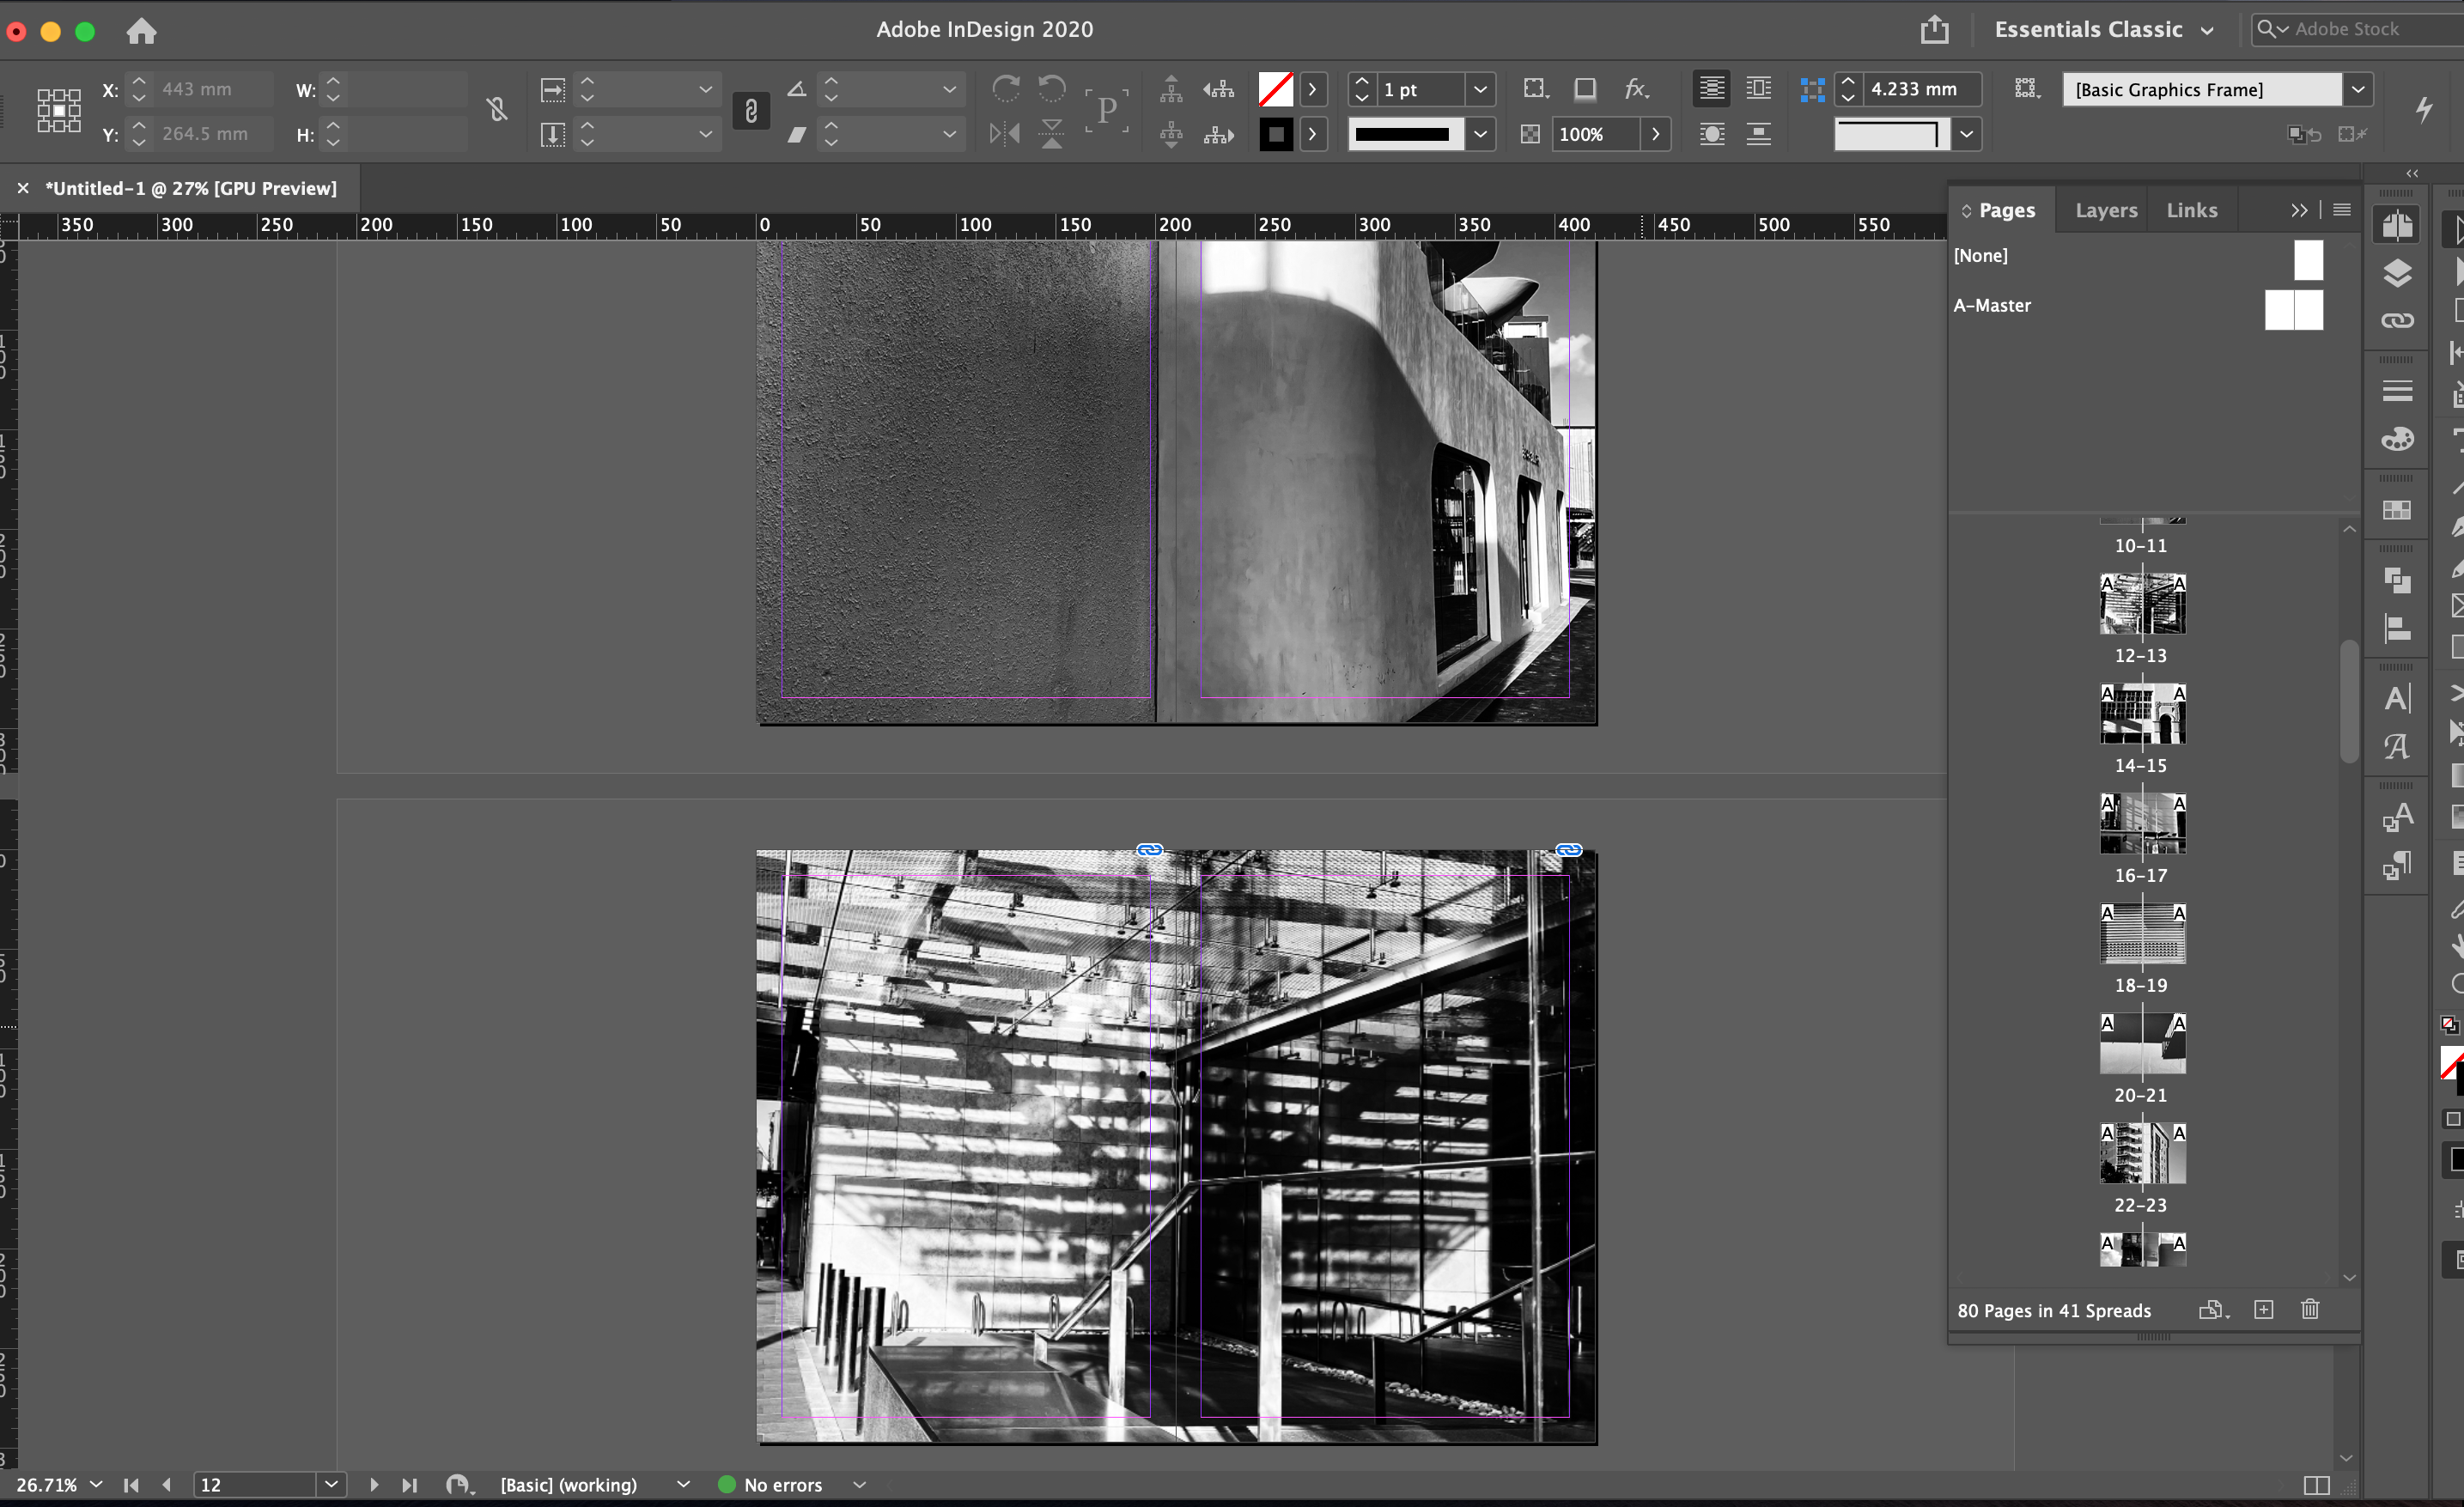 Adobe InDesign 2020
Essentials Classic
Adobe Stock
X: 443 mm
W:
1 pt
4.233 mm
[Basic Graphics Frame]
Y: 264.5 mm
H:
P
fx
100%
*Untitled-1 @ 27% [GPU Preview]
350 300 250 200 150 100 50 0 50 100 150 200 250 300 350 400 450 500 550
Pages
Layers
Links
[None]
A-Master
10-11
A A
12-13
A A
14-15
A A
16-17
A A
18-19
A A
20-21
A A
22-23
A A
80 Pages in 41 Spreads
26.71%
12
[Basic] (working)
No errors